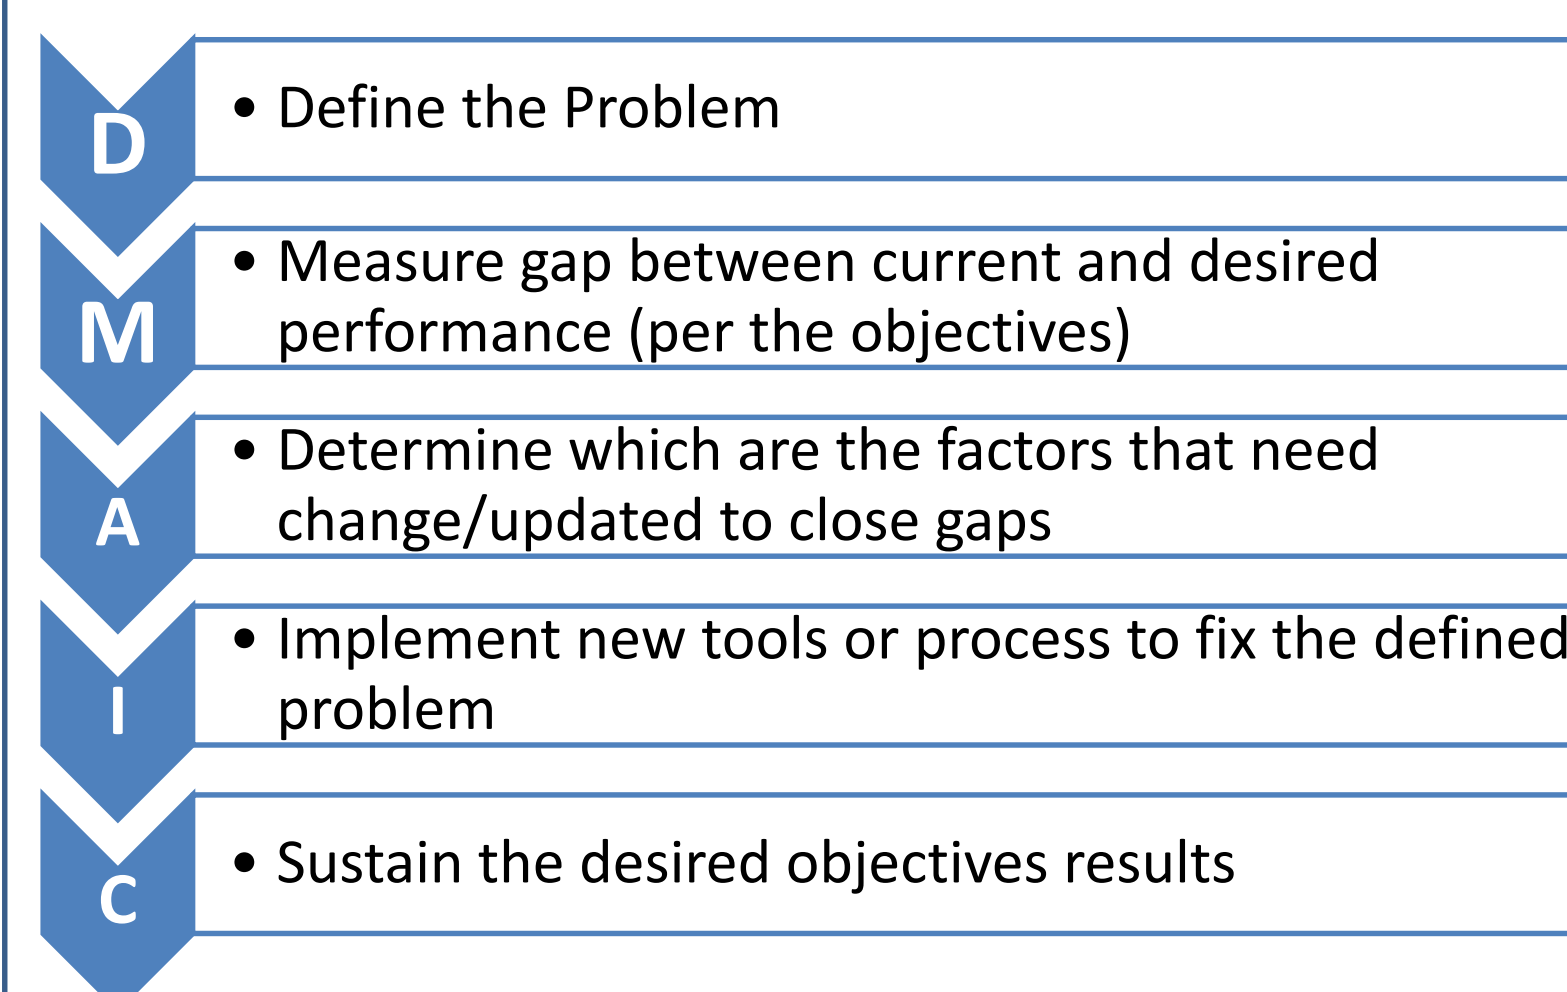 D
• Define the Problem
M
• Measure gap between current and desired
performance (per the objectives)
A
• Determine which are the factors that need
change/updated to close gaps
I
• Implement new tools or process to fix the defined
problem
C
• Sustain the desired objectives results